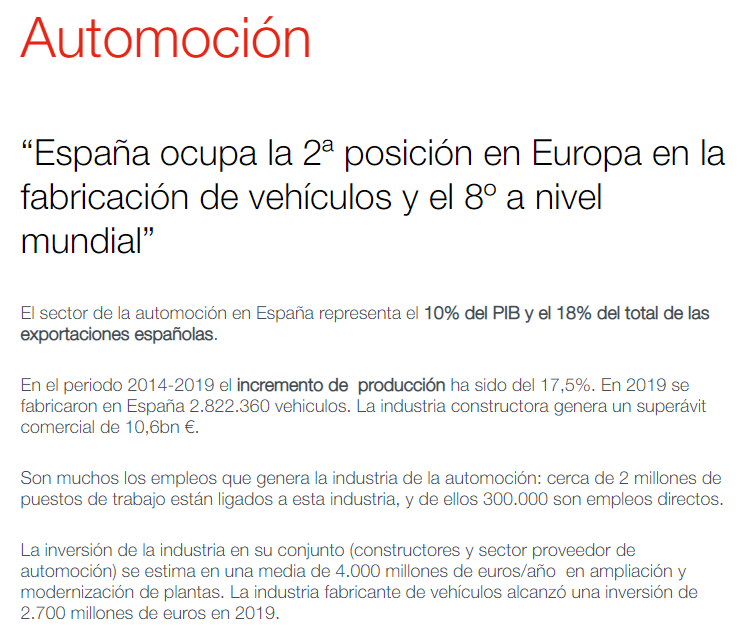 Automoción
“España ocupa la 2ª posición en Europa en la
fabricación de vehículos y el 8º a nivel
mundial”
El sector de la automoción en España representa el 10% del PIB y el 18% del total de las
exportaciones españolas.
En el periodo 2014-2019 el incremento de  producción ha sido del 17,5%. En 2019 se
fabricaron en España 2.822.360 vehiculos. La industria constructora genera un superávit
comercial de 10,6bn €.
Son muchos los empleos que genera la industria de la automoción: cerca de 2 millones de
puestos de trabajo están ligados a esta industria, y de ellos 300.000 son empleos directos.
La inversión de la industria en su conjunto (constructores y sector proveedor de
automoción) se estima en una media de 4.000 millones de euros/año  en ampliación y
modernización de plantas. La industria fabricante de vehículos alcanzó una inversión de
2.700 millones de euros en 2019.